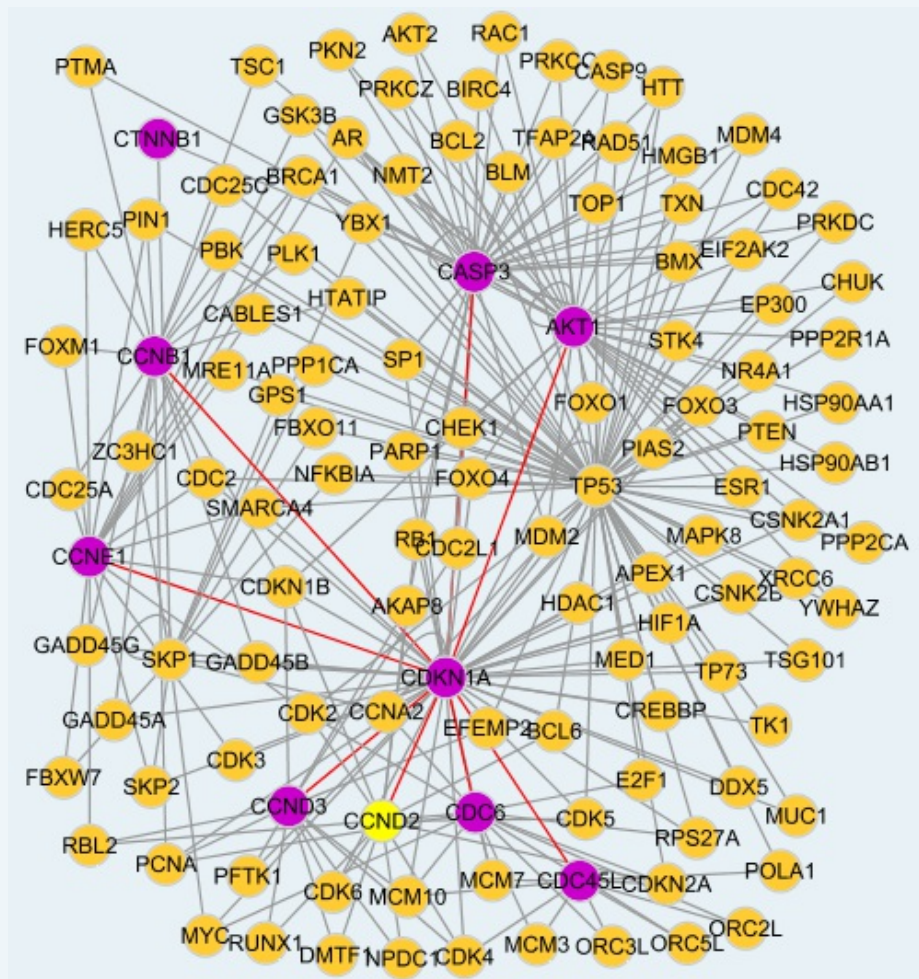 AKT2
RAC1
PKN2
PTMA
TSC1
PRKCC
CASP9
PRKCZ
BIRC4
HTT
GSK3B
CTNNB1
AR
BCL2
TFAP2A
RAD51
MDM4
HMGB1
CDC25C
BRCA1
NMT2
BLM
CDC42
HERC5
PIN1
YBX1
TOP1
TXN
PRKDC
PBK
PLK1
CASP3
BMX
EIF2AK2
CHUK
HTATIP
CABLES1
EP300
AKT1
FOXM1
CCNB1
STK4
PPP2R1A
MRE11A
PPP1CA
SP1
NR4A1
GPS1
FOXO1
FOXO3
HSP90AA1
FBXO11
CHEK1
PTEN
ZC3HC1
PARP1
PIAS2
HSP90AB1
CDC25A
CDC2
NFKBIA
FOXO4
TP53
ESR1
SMARCA4
CSNK2A1
RB1
CDC2L1
MDM2
MAPK8
PPP2CA
CCNE1
CDKN1B
APEX1
XRCC6
AKAP8
HDAC1
CSNK2B
YWHAZ
HIF1A
GADD45G
SKP1
GADD45B
CDKN1A
MED1
TP73
TSG101
GADD45A
CDK2
CCNA2
EFEMP2
BCL6
CREBBP
TK1
FBXW7
SKP2
CDK3
E2F1
DDX5
CCND3
CCND2
CDC6
CDK5
MUC1
RBL2
RPS27A
PCNA
PFTK1
CDK6
MCM10
MCM7
CDC45L
CDKN2A
POLA1
MYC
RUNX1
DMTF1
NPDC1
CDK4
MCM3
ORC3L
ORC5L
ORC2L